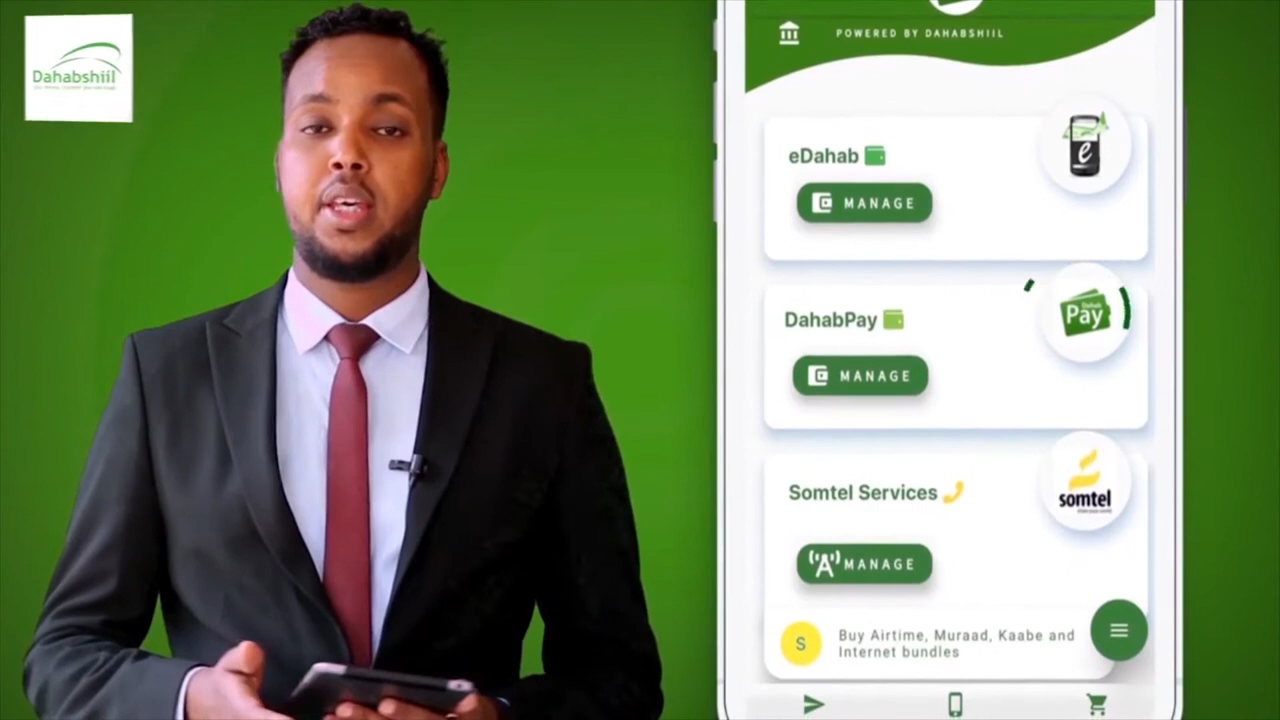 Dahabshiil
POWERED BY DAHABSHIIL
eDahab
e
MANAGE
DahabPay
Dahab
Pay
MANAGE
Somtel Services
somtel
MANAGE
S
Buy Airtime, Muraad, Kaabe and
Internet bundles